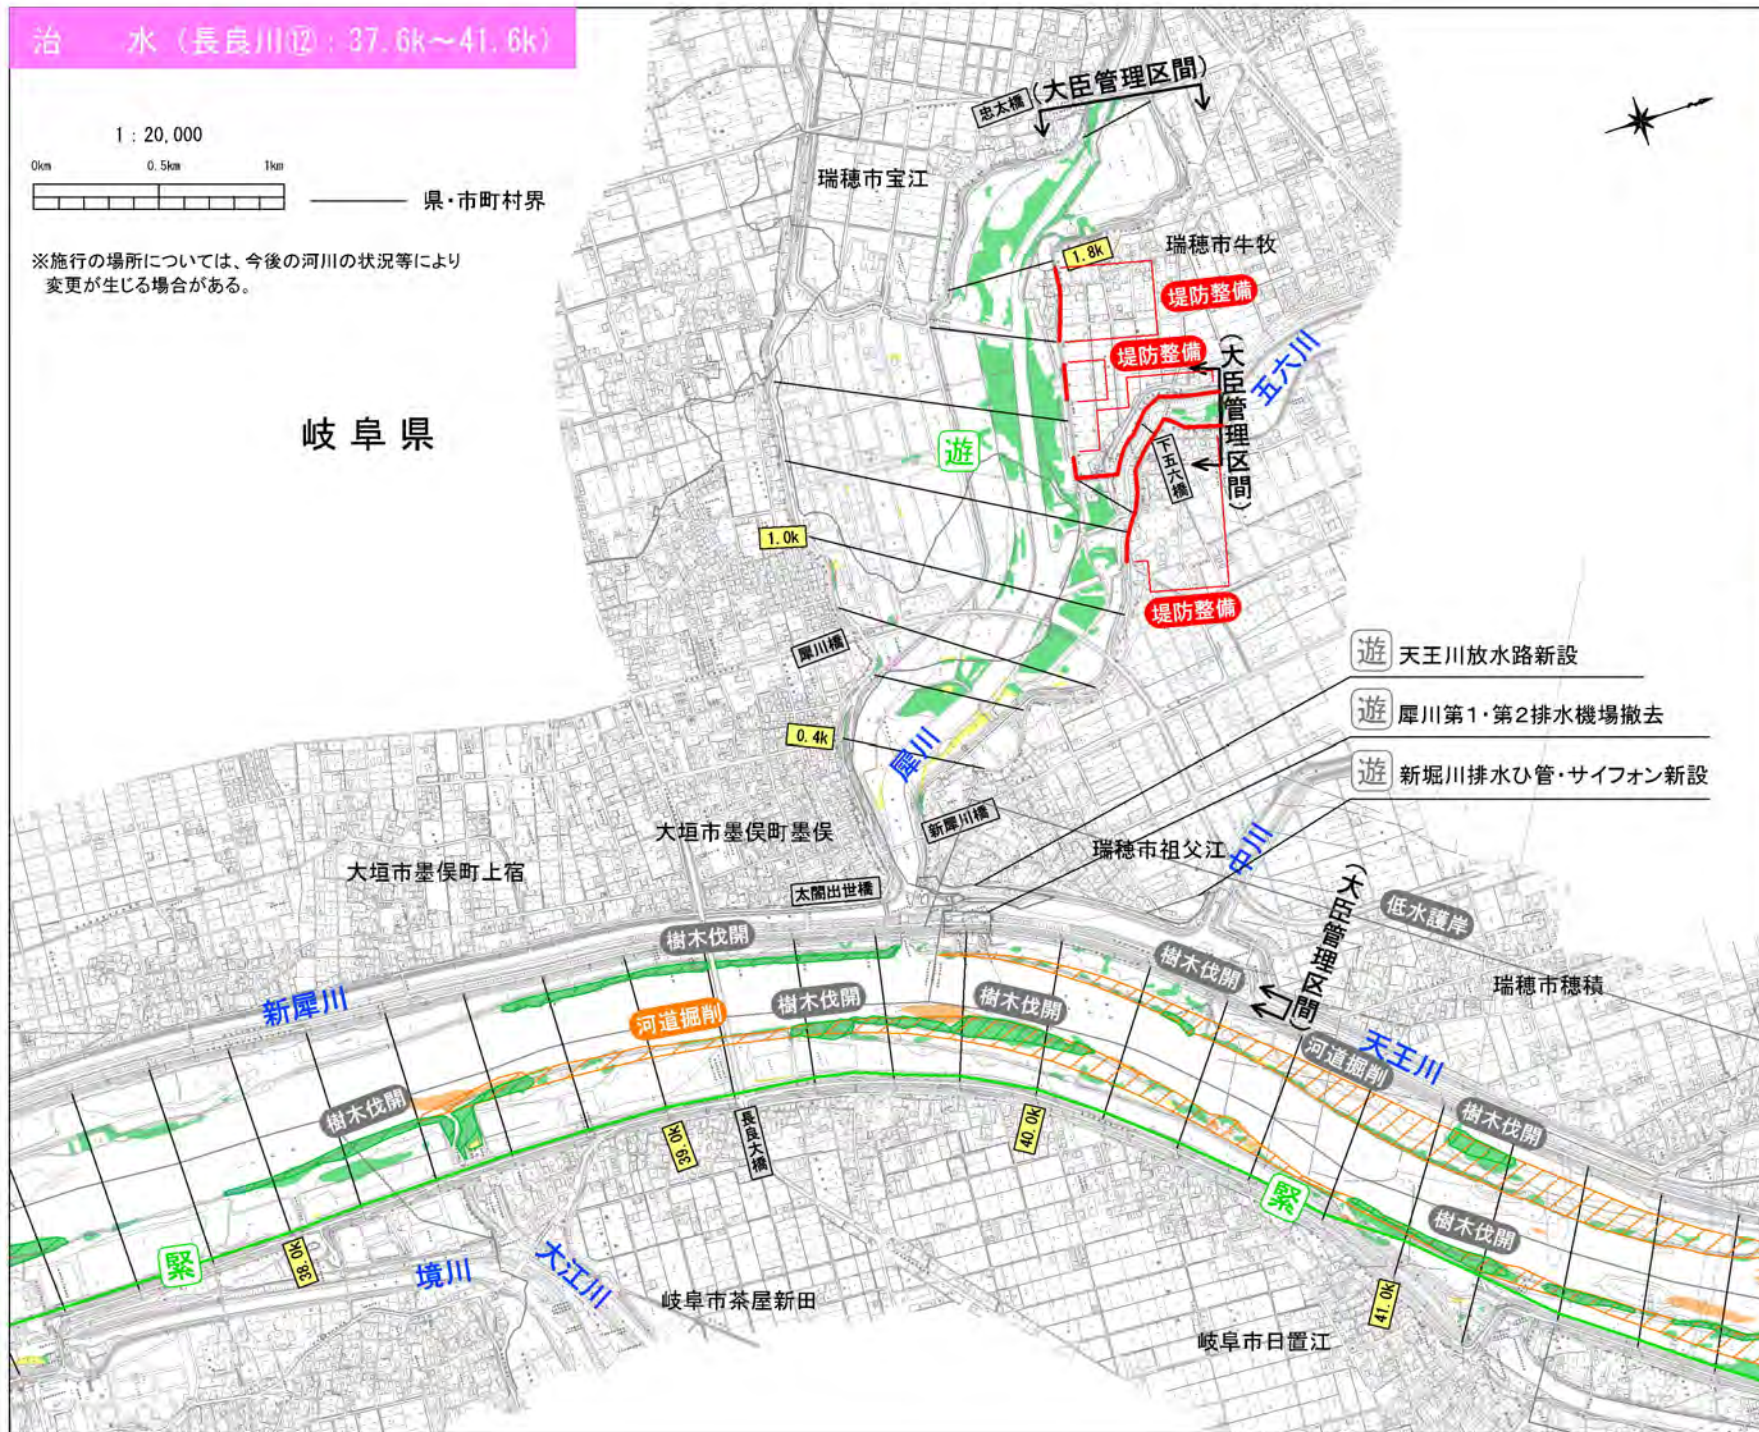 治　水（長良川⑫：37.6k～41.6k）
1：20,000
0km 0.5km 1km
県・市町村界
※施行の場所については、今後の河川の状況等により
変更が生じる場合がある。
岐阜県
忠太橋
（大臣管理区間）
瑞穂市宝江
瑞穂市牛牧
1.8k
堤防整備
堤防整備
（大臣管理区間）
五六川
下五六橋
遊
1.0k
堤防整備
犀川橋
0.4k
犀川
遊 天王川放水路新設
遊 犀川第1・第2排水機場撤去
遊 新堀川排水ひ管・サイフォン新設
新犀川橋
大垣市墨俣町墨俣
大垣市墨俣町上宿
瑞穂市祖父江
中川
太閤出世橋
（大臣管理区間）
低水護岸
瑞穂市穂積
樹木伐開
樹木伐開
新犀川
河道掘削
樹木伐開
樹木伐開
天王川
河道掘削
樹木伐開
樹木伐開
39.0k
長良大橋
40.0k
緊
緊
樹木伐開
38.0k
境川
大江川
岐阜市茶屋新田
41.0k
岐阜市日置江